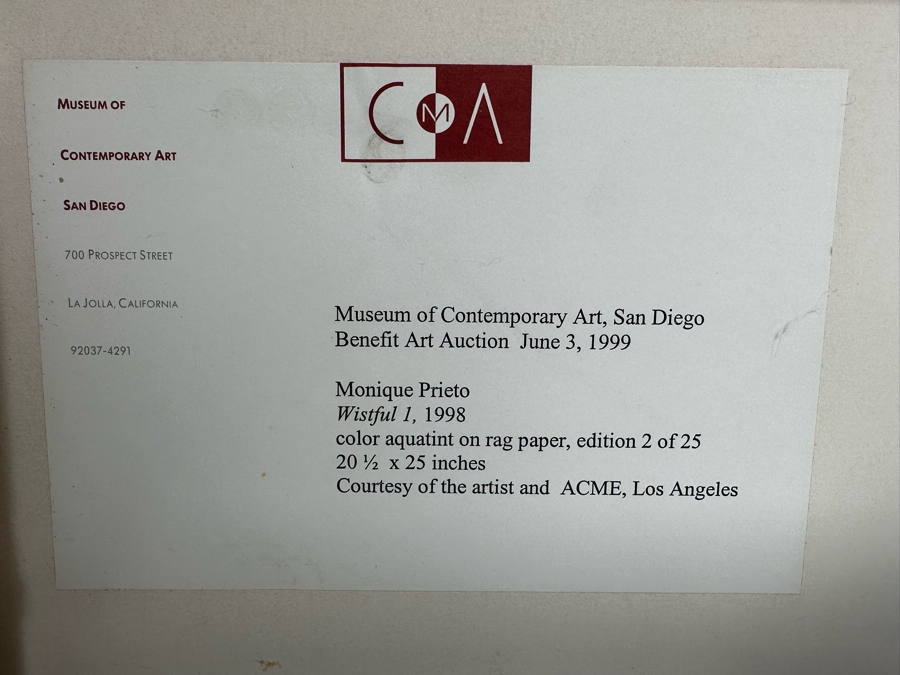 CMA
MUSEUM OF
CONTEMPORARY ART
SAN DIEGO
700 PROSPECT STREET
LA JOLLA, CALIFORNIA
92037-4291
Museum of Contemporary Art, San Diego
Benefit Art Auction June 3, 1999
Monique Prieto
Wistful 1, 1998
color aquatint on rag paper, edition 2 of 25
20 ½ x 25 inches
Courtesy of the artist and ACME, Los Angeles